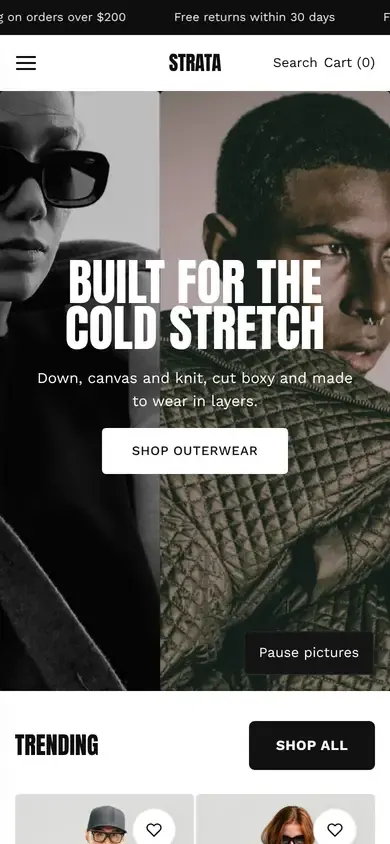 g on orders over $200 Free returns within 30 days F
STRATA Search Cart (0)
BUILT FOR THE
COLD STRETCH
Down, canvas and knit, cut boxy and made
to wear in layers.
SHOP OUTERWEAR
Pause pictures
TRENDING
SHOP ALL